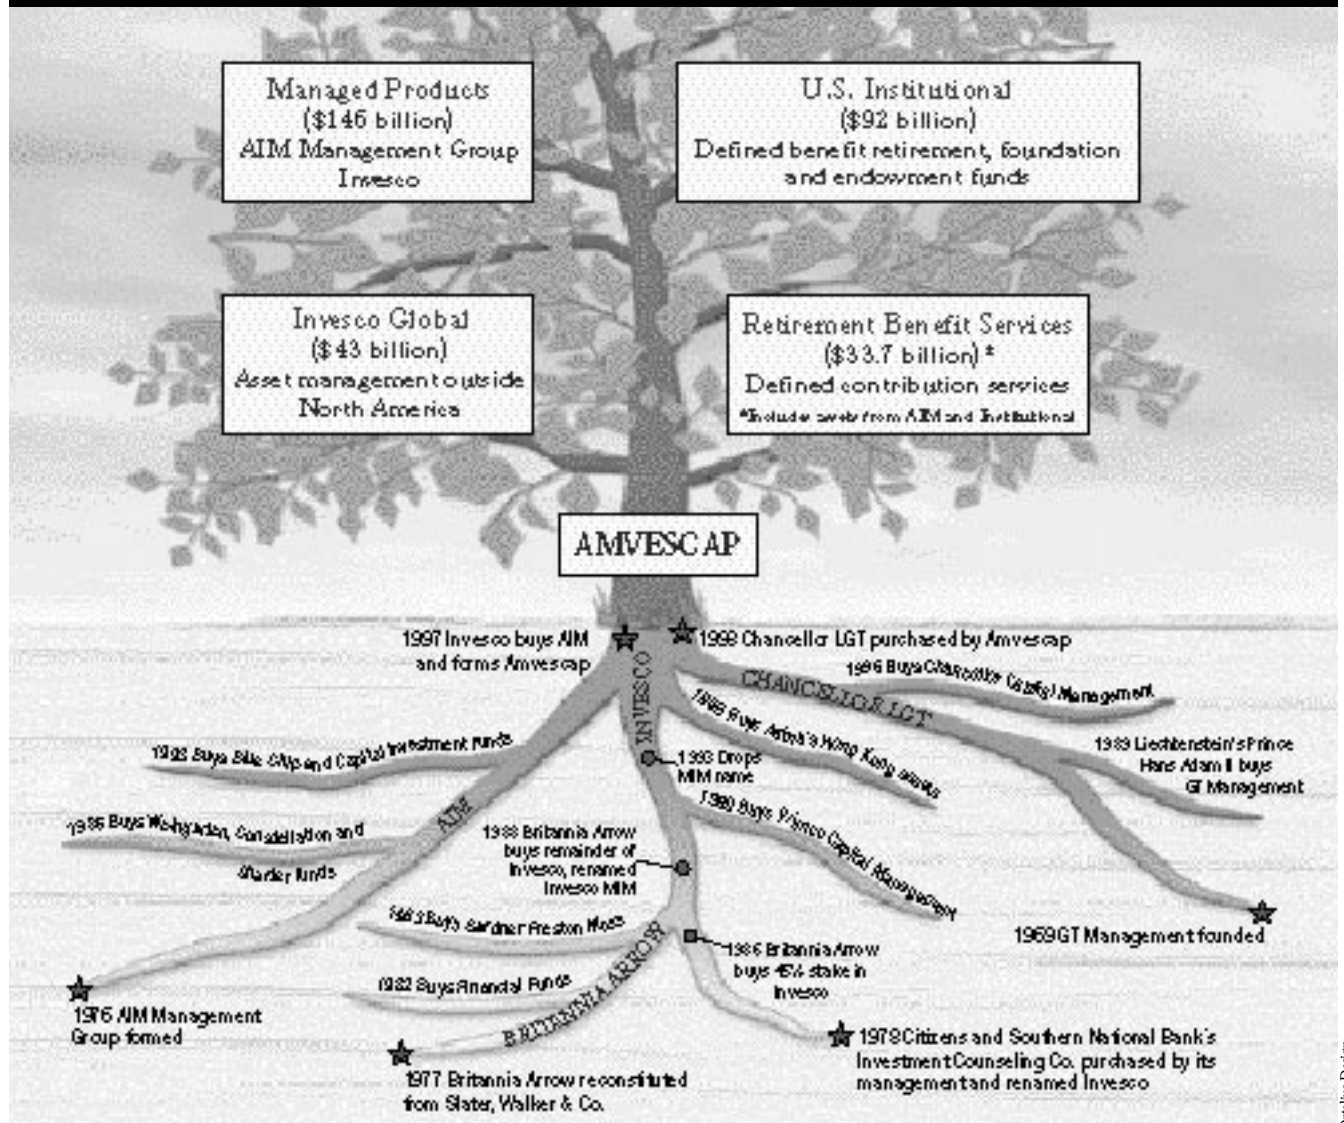 Managed Products
($146 billion)
AIM Management Group
Invesco
U.S. Institutional
($92 billion)
Defined benefit retirement, foundation
and endowment funds
Invesco Global
($43 billion)
Asset management outside
North America
Retirement Benefit Services
($33.7 billion)*
Defined contribution services
*Includes assets from AIM and Institutional
AMVESCAP
1997 Invesco buys AIM
and forms Amvescap
1998 Chancellor LGT purchased by Amvescap
INVESCO
CHANCELLOR LGT
1996 Buys Chancellor Capital Management
Buys Hong Kong assets
1993 Drops
MIM name
1989 Liechtenstein's Prince
Hans Adam II buys
GT Management
Buys Blue Chip and Capital Investment Funds
AIM
1986 Buys Weingarten, Constellation and
charter funds
1990 Buys Primco Capital Management
1988 Britannia Arrow
buys remainder of
Invesco, renamed
Invesco MIM
Buys Gardner Preston Moss
BRITANNIA ARROW
1986 Britannia Arrow
buys 45% stake in
Invesco
1969 GT Management founded
1982 Buys Financial Funds
1976 AIM Management
Group formed
1978 Citizens and Southern National Bank's
Investment Counseling Co. purchased by its
management and renamed Invesco
1977 Britannia Arrow reconstituted
from Slater, Walker & Co.